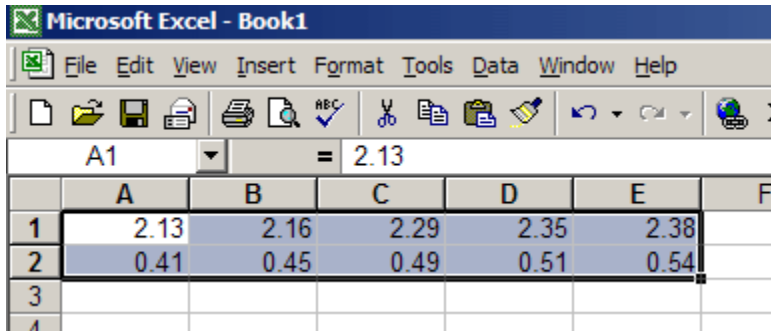 Microsoft Excel - Book1
File Edit View Insert Format Tools Data Window Help
ABC
A1 = 2.13
A B C D E F
1 2.13 2.16 2.29 2.35 2.38
2 0.41 0.45 0.49 0.51 0.54
3
4